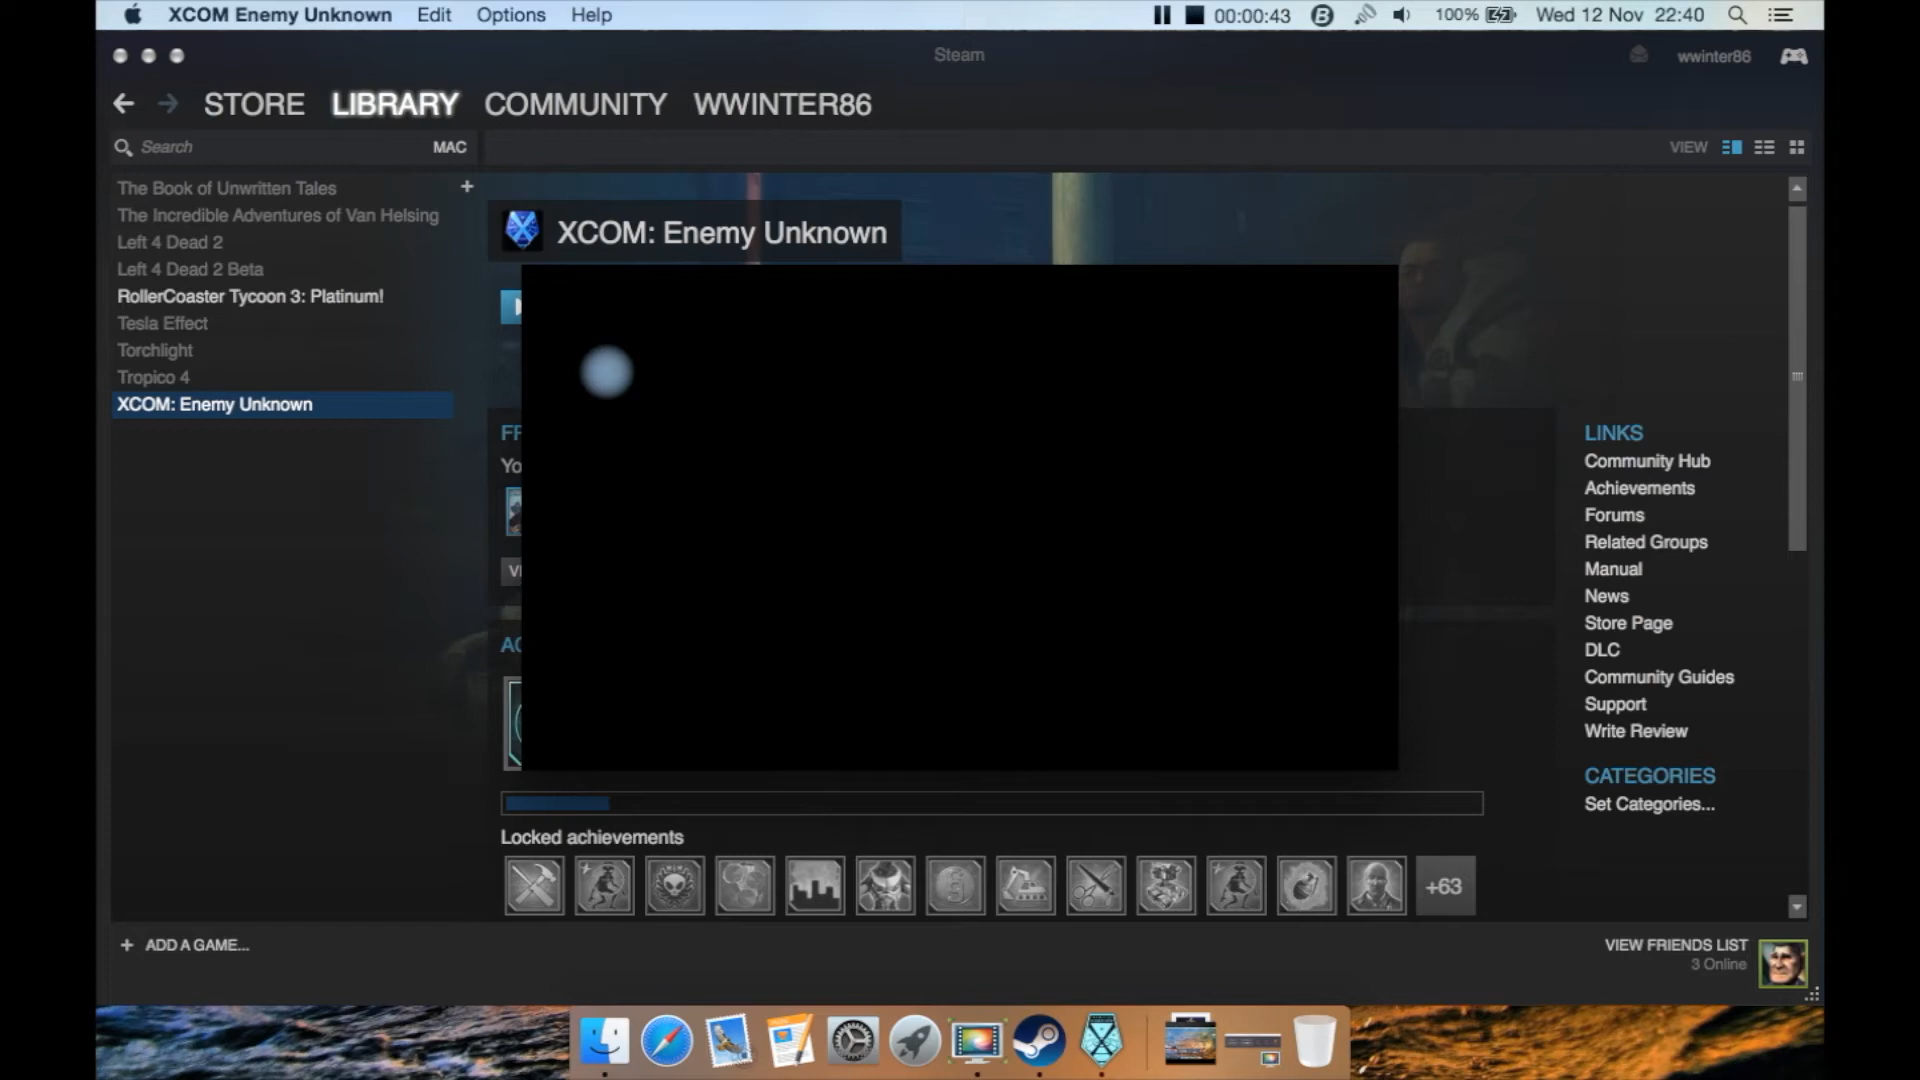 XCOM Enemy Unknown Edit Options Help 00:00:43 100% Wed 12 Nov 22:40
Steam
wwinter86
STORE LIBRARY COMMUNITY WWINTER86
Search MAC
VIEW
The Book of Unwritten Tales
The Incredible Adventures of Van Helsing
Left 4 Dead 2
Left 4 Dead 2 Beta
RollerCoaster Tycoon 3: Platinum!
Tesla Effect
Torchlight
Tropico 4
XCOM: Enemy Unknown
XCOM: Enemy Unknown
LINKS
Community Hub
Achievements
Forums
Related Groups
Manual
News
Store Page
DLC
Community Guides
Support
Write Review
CATEGORIES
Set Categories...
Locked achievements
+63
+ ADD A GAME...
VIEW FRIENDS LIST
3 Online